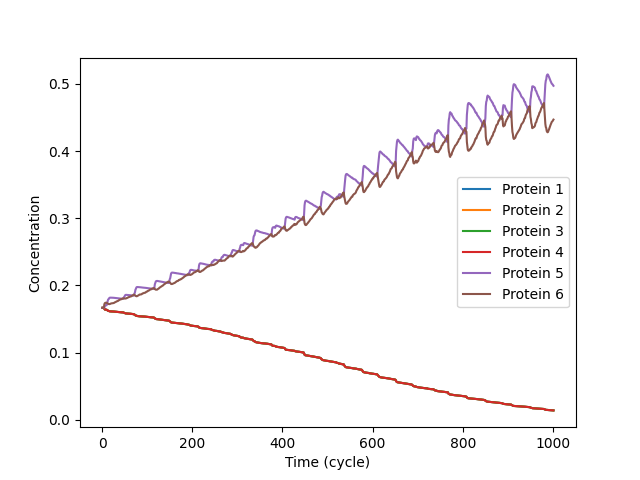 0.5
0.4
0.3
0.2
0.1
0.0
Concentration
0
200
400
600
800
1000
Time (cycle)
Protein 1
Protein 2
Protein 3
Protein 4
Protein 5
Protein 6